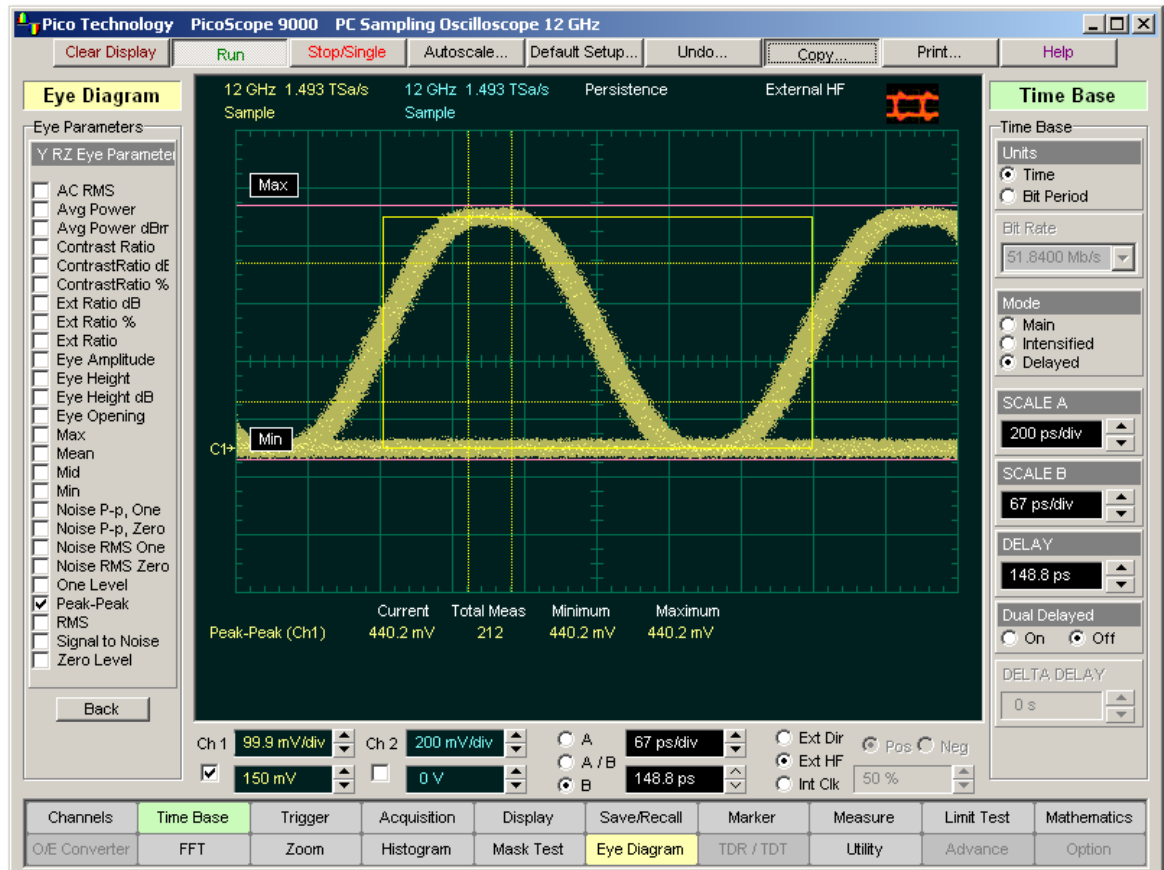 Pico Technology PicoScope 9000 PC Sampling Oscilloscope 12 GHz
Clear Display Run Stop/Single Autoscale... Default Setup... Undo... Copy... Print... Help
Eye Diagram
Eye Parameters
Y RZ Eye Parameter
AC RMS
Avg Power
Avg Power dBm
Contrast Ratio
ContrastRatio dE
ContrastRatio %
Ext Ratio dB
Ext Ratio %
Ext Ratio
Eye Amplitude
Eye Height
Eye Height dB
Eye Opening
Max
Mean
Mid
Min
Noise P-p, One
Noise P-p, Zero
Noise RMS One
Noise RMS Zero
One Level
Peak-Peak
RMS
Signal to Noise
Zero Level
Back
12 GHz 1.493 TSa/s 12 GHz 1.493 TSa/s Persistence External HF
Sample Sample
Max
Min
C1
Current Total Meas Minimum Maximum
Peak-Peak (Ch1) 440.2 mV 212 440.2 mV 440.2 mV
Time Base
Time Base
Units
Time
Bit Period
Bit Rate
51.8400 Mb/s
Mode
Main
Intensified
Delayed
SCALE A
200 ps/div
SCALE B
67 ps/div
DELAY
148.8 ps
Dual Delayed
On Off
DELTA DELAY
0 s
Ch 1 99.9 mV/div Ch 2 200 mV/div A 67 ps/div Ext Dir Pos Neg
A / B Ext HF
150 mV 0 V B 148.8 ps Int Clk 50 %
Channels Time Base Trigger Acquisition Display Save/Recall Marker Measure Limit Test Mathematics
O/E Converter FFT Zoom Histogram Mask Test Eye Diagram TDR / TDT Utility Advance Option